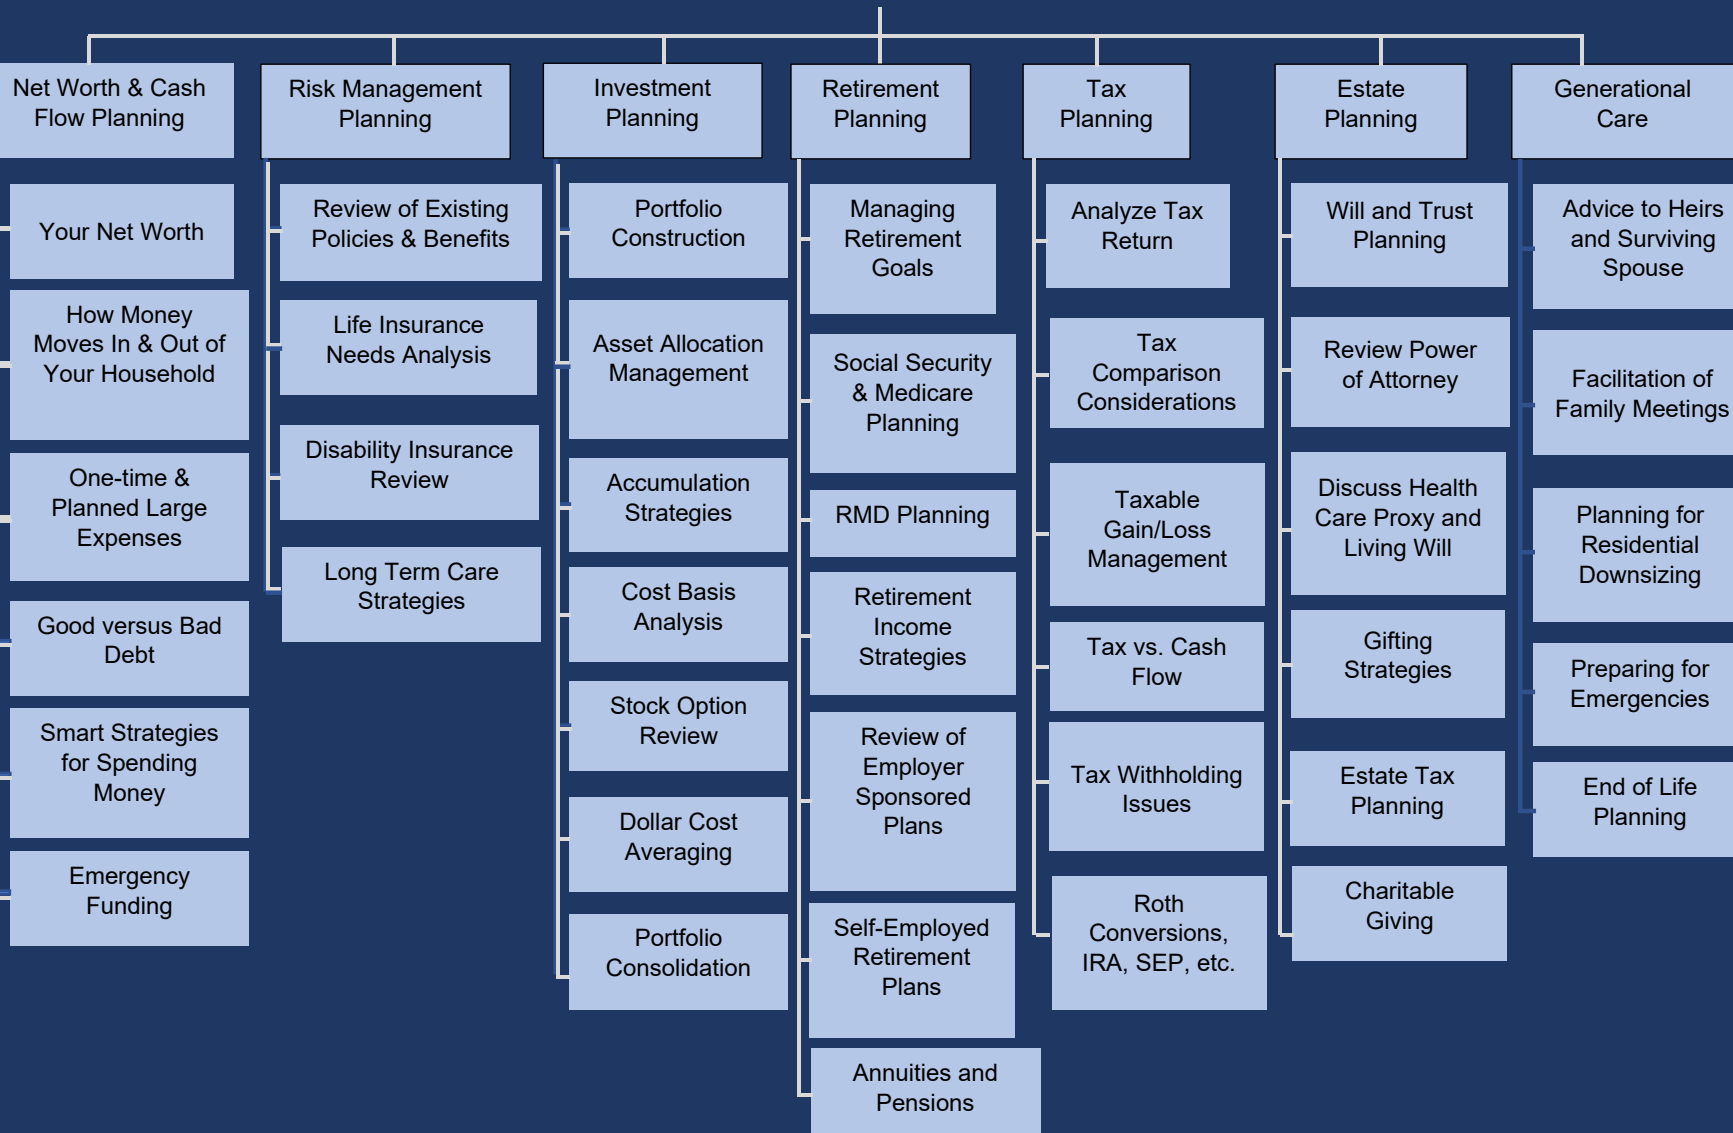 Net Worth & Cash
Flow Planning
Your Net Worth
How Money
Moves In & Out of
Your Household
One-time &
Planned Large
Expenses
Good versus Bad
Debt
Smart Strategies
for Spending
Money
Emergency
Funding
Risk Management
Planning
Review of Existing
Policies & Benefits
Life Insurance
Needs Analysis
Disability Insurance
Review
Long Term Care
Strategies
Investment
Planning
Portfolio
Construction
Asset Allocation
Management
Accumulation
Strategies
Cost Basis
Analysis
Stock Option
Review
Dollar Cost
Averaging
Portfolio
Consolidation
Retirement
Planning
Managing
Retirement
Goals
Social Security
& Medicare
Planning
RMD Planning
Retirement
Income
Strategies
Review of
Employer
Sponsored
Plans
Self-Employed
Retirement
Plans
Annuities and
Pensions
Tax
Planning
Analyze Tax
Return
Tax
Comparison
Considerations
Taxable
Gain/Loss
Management
Tax vs. Cash
Flow
Tax Withholding
Issues
Roth
Conversions,
IRA, SEP, etc.
Estate
Planning
Will and Trust
Planning
Review Power
of Attorney
Discuss Health
Care Proxy and
Living Will
Gifting
Strategies
Estate Tax
Planning
Charitable
Giving
Generational
Care
Advice to Heirs
and Surviving
Spouse
Facilitation of
Family Meetings
Planning for
Residential
Downsizing
Preparing for
Emergencies
End of Life
Planning